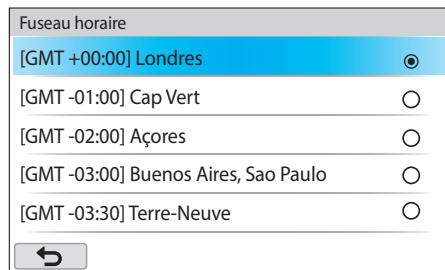 Fuseau horaire
[GMT +00:00] Londres
[GMT -01:00] Cap Vert
[GMT -02:00] Açores
[GMT -03:00] Buenos Aires, Sao Paulo
[GMT -03:30] Terre-Neuve